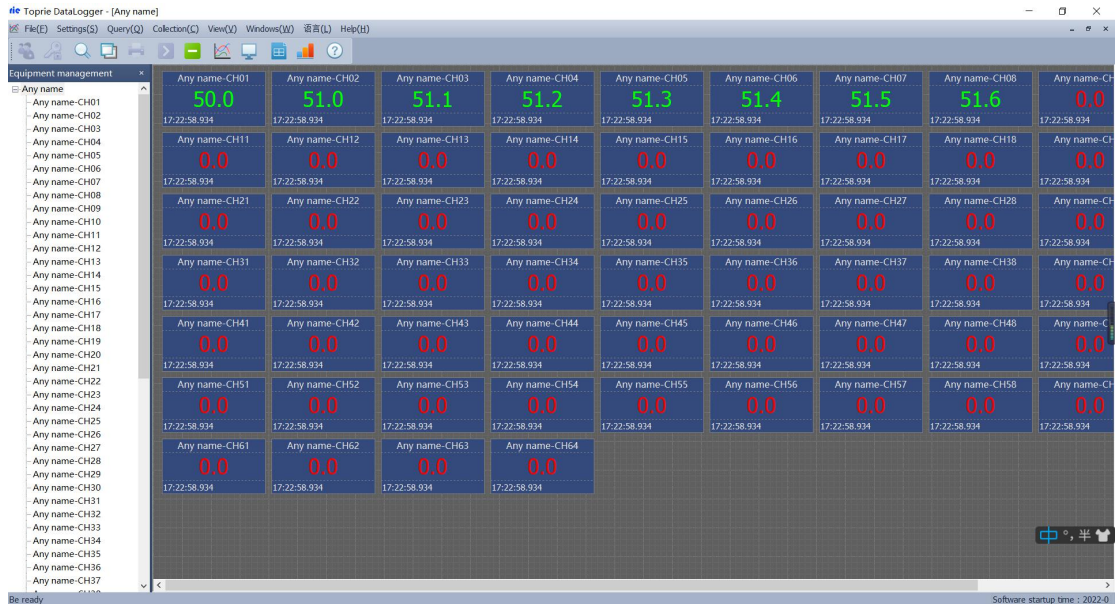 rie Toprie DataLogger - [Any name]
File(F) Settings(S) Query(Q) Collection(C) View(V) Windows(W) 语言(L) Help(H)
Equipment management
Any name
Any name-CH01
Any name-CH02
Any name-CH03
Any name-CH04
Any name-CH05
Any name-CH06
Any name-CH07
Any name-CH08
Any name-CH09
Any name-CH10
Any name-CH11
Any name-CH12
Any name-CH13
Any name-CH14
Any name-CH15
Any name-CH16
Any name-CH17
Any name-CH18
Any name-CH19
Any name-CH20
Any name-CH21
Any name-CH22
Any name-CH23
Any name-CH24
Any name-CH25
Any name-CH26
Any name-CH27
Any name-CH28
Any name-CH29
Any name-CH30
Any name-CH31
Any name-CH32
Any name-CH33
Any name-CH34
Any name-CH35
Any name-CH36
Any name-CH37
Any name-CH01 Any name-CH02 Any name-CH03 Any name-CH04 Any name-CH05 Any name-CH06 Any name-CH07 Any name-CH08 Any name-CH
50.0 51.0 51.1 51.2 51.3 51.4 51.5 51.6 0.0
17:22:58.934 17:22:58.934 17:22:58.934 17:22:58.934 17:22:58.934 17:22:58.934 17:22:58.934 17:22:58.934 17:22:58.934
Any name-CH11 Any name-CH12 Any name-CH13 Any name-CH14 Any name-CH15 Any name-CH16 Any name-CH17 Any name-CH18 Any name-CH
0.0 0.0 0.0 0.0 0.0 0.0 0.0 0.0 0.0
17:22:58.934 17:22:58.934 17:22:58.934 17:22:58.934 17:22:58.934 17:22:58.934 17:22:58.934 17:22:58.934 17:22:58.934
Any name-CH21 Any name-CH22 Any name-CH23 Any name-CH24 Any name-CH25 Any name-CH26 Any name-CH27 Any name-CH28 Any name-CH
0.0 0.0 0.0 0.0 0.0 0.0 0.0 0.0 0.0
17:22:58.934 17:22:58.934 17:22:58.934 17:22:58.934 17:22:58.934 17:22:58.934 17:22:58.934 17:22:58.934 17:22:58.934
Any name-CH31 Any name-CH32 Any name-CH33 Any name-CH34 Any name-CH35 Any name-CH36 Any name-CH37 Any name-CH38 Any name-CH
0.0 0.0 0.0 0.0 0.0 0.0 0.0 0.0 0.0
17:22:58.934 17:22:58.934 17:22:58.934 17:22:58.934 17:22:58.934 17:22:58.934 17:22:58.934 17:22:58.934 17:22:58.934
Any name-CH41 Any name-CH42 Any name-CH43 Any name-CH44 Any name-CH45 Any name-CH46 Any name-CH47 Any name-CH48 Any name-C
0.0 0.0 0.0 0.0 0.0 0.0 0.0 0.0 0.0
17:22:58.934 17:22:58.934 17:22:58.934 17:22:58.934 17:22:58.934 17:22:58.934 17:22:58.934 17:22:58.934 17:22:58.934
Any name-CH51 Any name-CH52 Any name-CH53 Any name-CH54 Any name-CH55 Any name-CH56 Any name-CH57 Any name-CH58 Any name-CH
0.0 0.0 0.0 0.0 0.0 0.0 0.0 0.0 0.0
17:22:58.934 17:22:58.934 17:22:58.934 17:22:58.934 17:22:58.934 17:22:58.934 17:22:58.934 17:22:58.934 17:22:58.934
Any name-CH61 Any name-CH62 Any name-CH63 Any name-CH64
0.0 0.0 0.0 0.0
17:22:58.934 17:22:58.934 17:22:58.934 17:22:58.934
中 °, 半
Be ready Software startup time : 2022-0